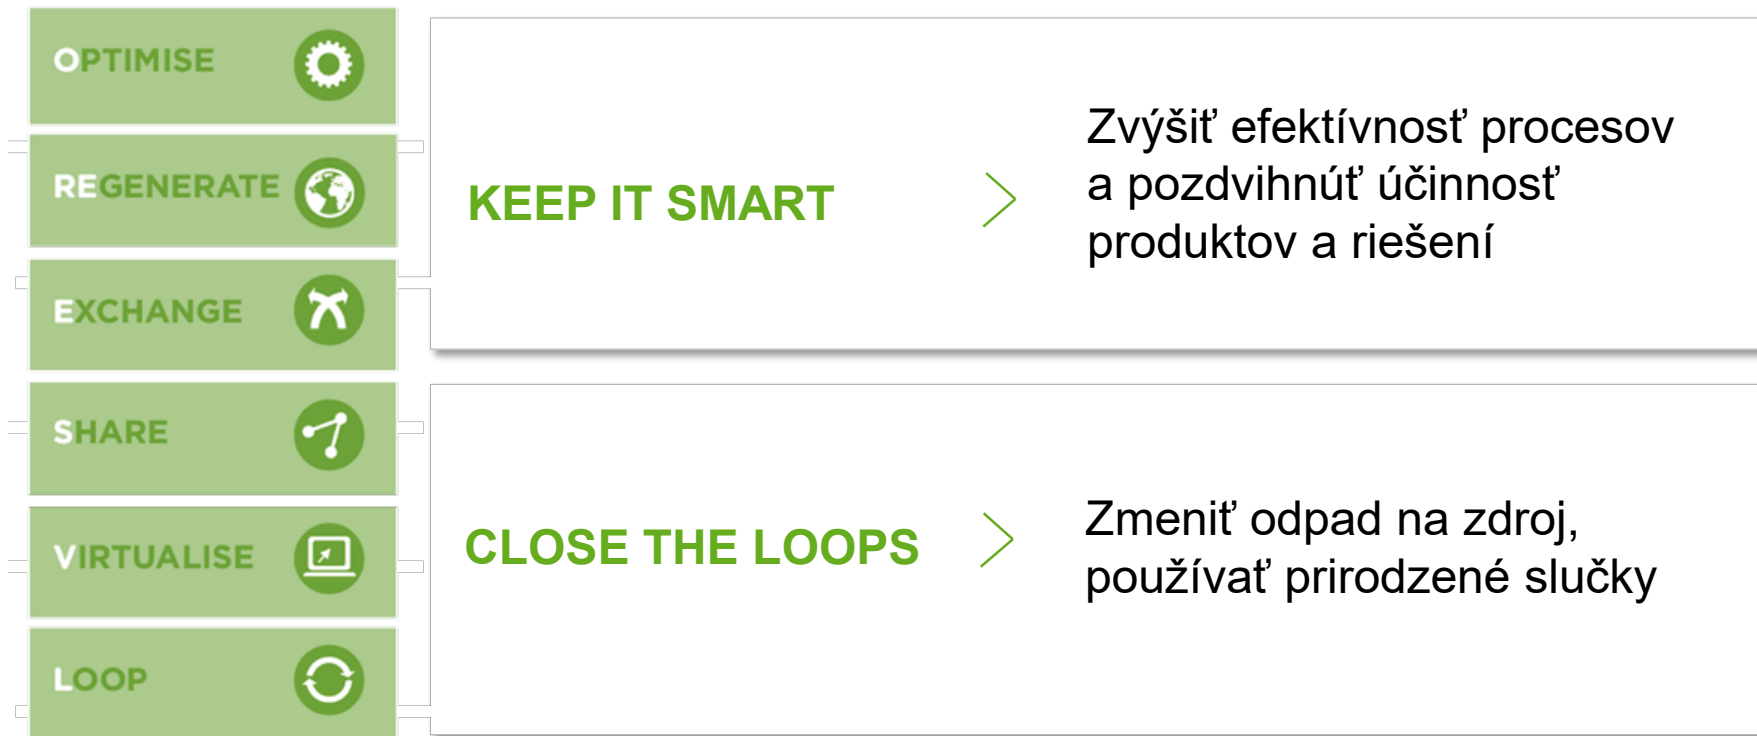 OPTIMISE
REGENERATE
EXCHANGE
SHARE
VIRTUALISE
LOOP
KEEP IT SMART
Zvýšiť efektívnosť procesov
a pozdvihnúť účinnosť
produktov a riešení
CLOSE THE LOOPS
Zmeniť odpad na zdroj,
používať prirodzené slučky